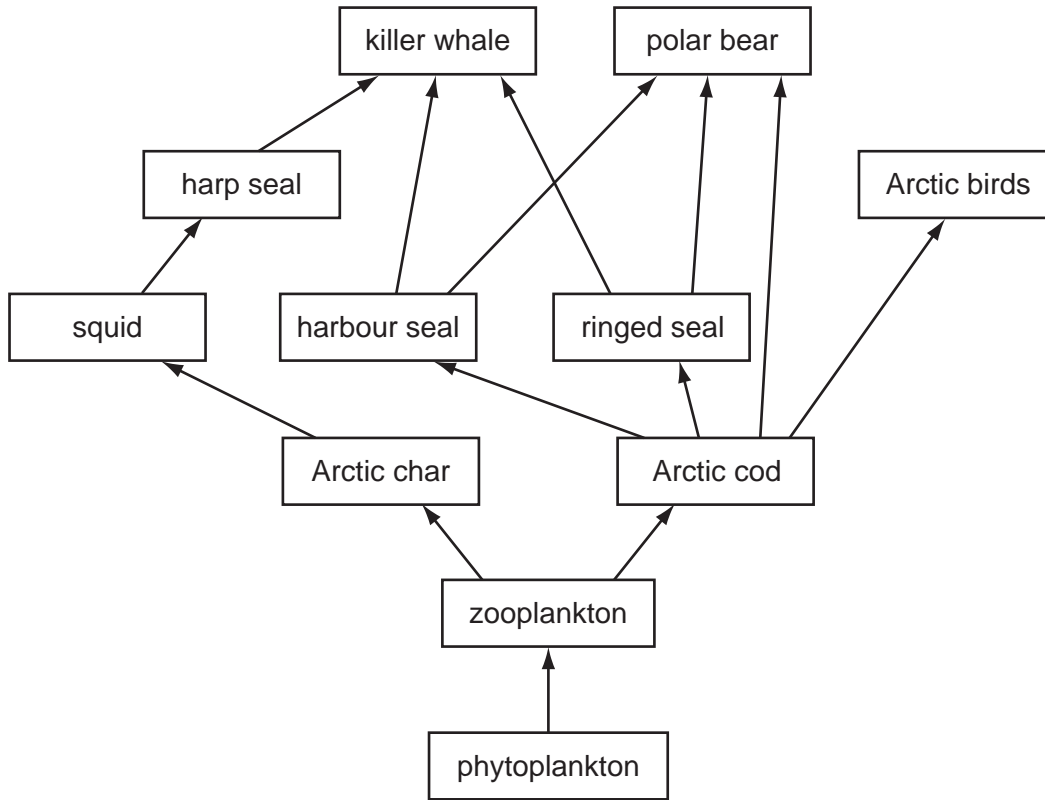 killer whale
polar bear
harp seal
Arctic birds
squid
harbour seal
ringed seal
Arctic char
Arctic cod
zooplankton
phytoplankton